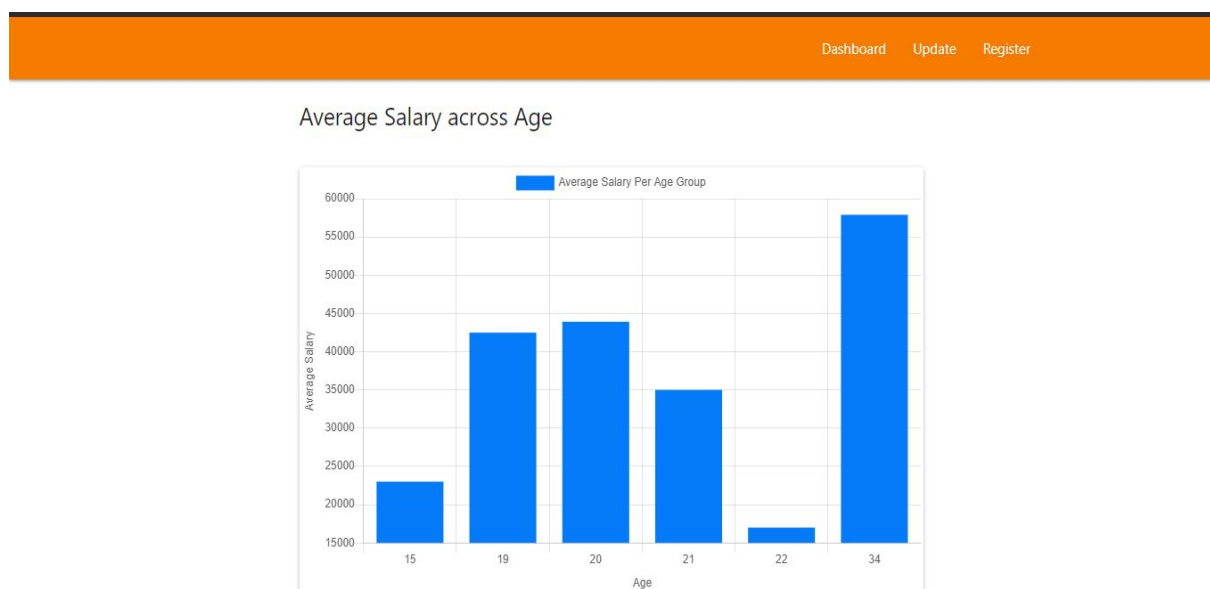 Dashboard Update Register
Average Salary across Age
Average Salary Per Age Group
60000
55000
50000
45000
40000
35000
30000
25000
20000
15000
Average Salary
15 19 20 21 22 34
Age